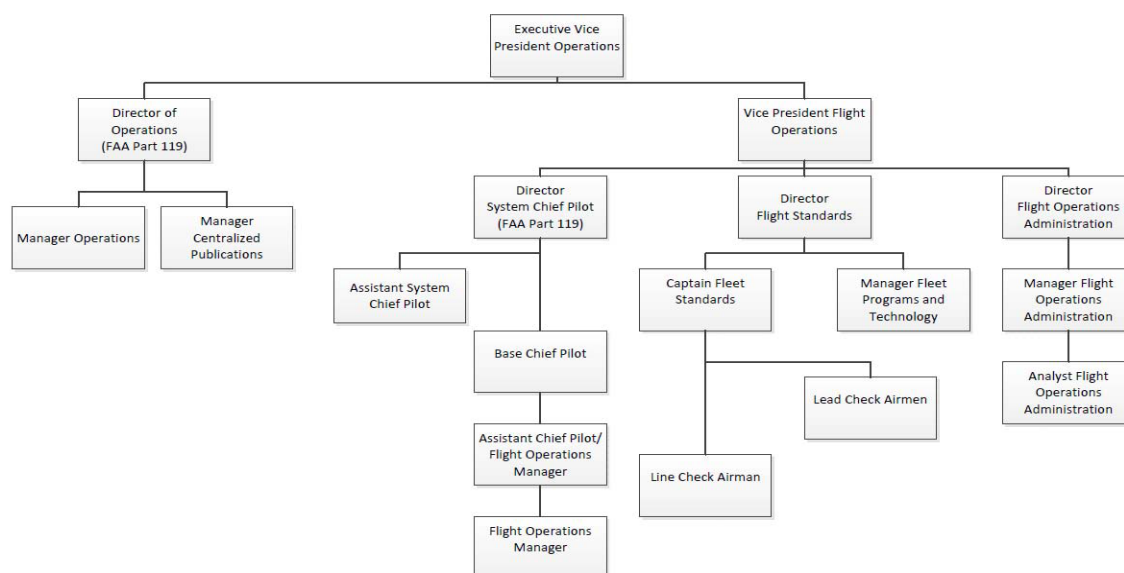 Executive Vice
President Operations
Director of
Operations
(FAA Part 119)
Vice President Flight
Operations
Manager Operations
Manager
Centralized
Publications
Director
System Chief Pilot
(FAA Part 119)
Director
Flight Standards
Director
Flight Operations
Administration
Assistant System
Chief Pilot
Captain Fleet
Standards
Manager Fleet
Programs and
Technology
Manager Flight
Operations
Administration
Base Chief Pilot
Lead Check Airmen
Analyst Flight
Operations
Administration
Assistant Chief Pilot/
Flight Operations
Manager
Line Check Airman
Flight Operations
Manager